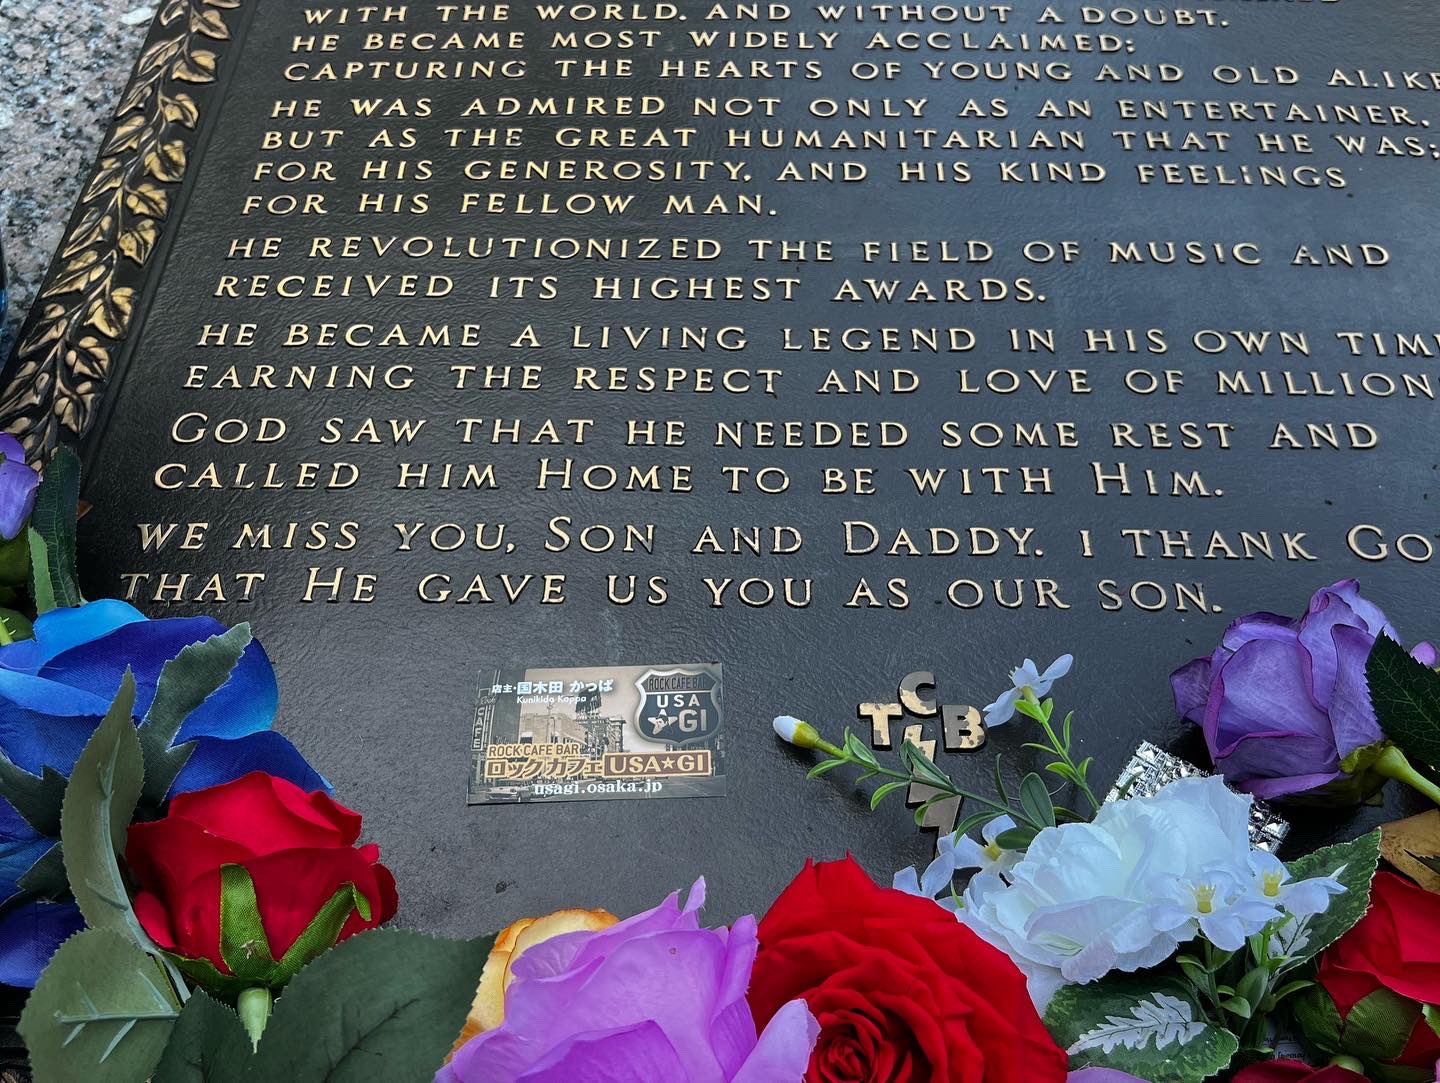 WITH THE WORLD. AND WITHOUT A DOUBT.
HE BECAME MOST WIDELY ACCLAIMED;
CAPTURING THE HEARTS OF YOUNG AND OLD ALIKE
HE WAS ADMIRED NOT ONLY AS AN ENTERTAINER.
BUT AS THE GREAT HUMANITARIAN THAT HE WAS;
FOR HIS GENEROSITY, AND HIS KIND FEELINGS
FOR HIS FELLOW MAN.
HE REVOLUTIONIZED THE FIELD OF MUSIC AND
RECEIVED ITS HIGHEST AWARDS.
HE BECAME A LIVING LEGEND IN HIS OWN TIM
EARNING THE RESPECT AND LOVE OF MILLION
GOD SAW THAT HE NEEDED SOME REST AND
CALLED HIM HOME TO BE WITH HIM.
WE MISS YOU, SON AND DADDY. I THANK GO
THAT HE GAVE US YOU AS OUR SON.
店主・国木田 かっぱ
Kunikida Kappa
ROCK CAFE BAR
USA
GI
CAFE
ROCK CAFE BAR
ロックカフェ USA★GI
usagi.osaka.jp
TCB